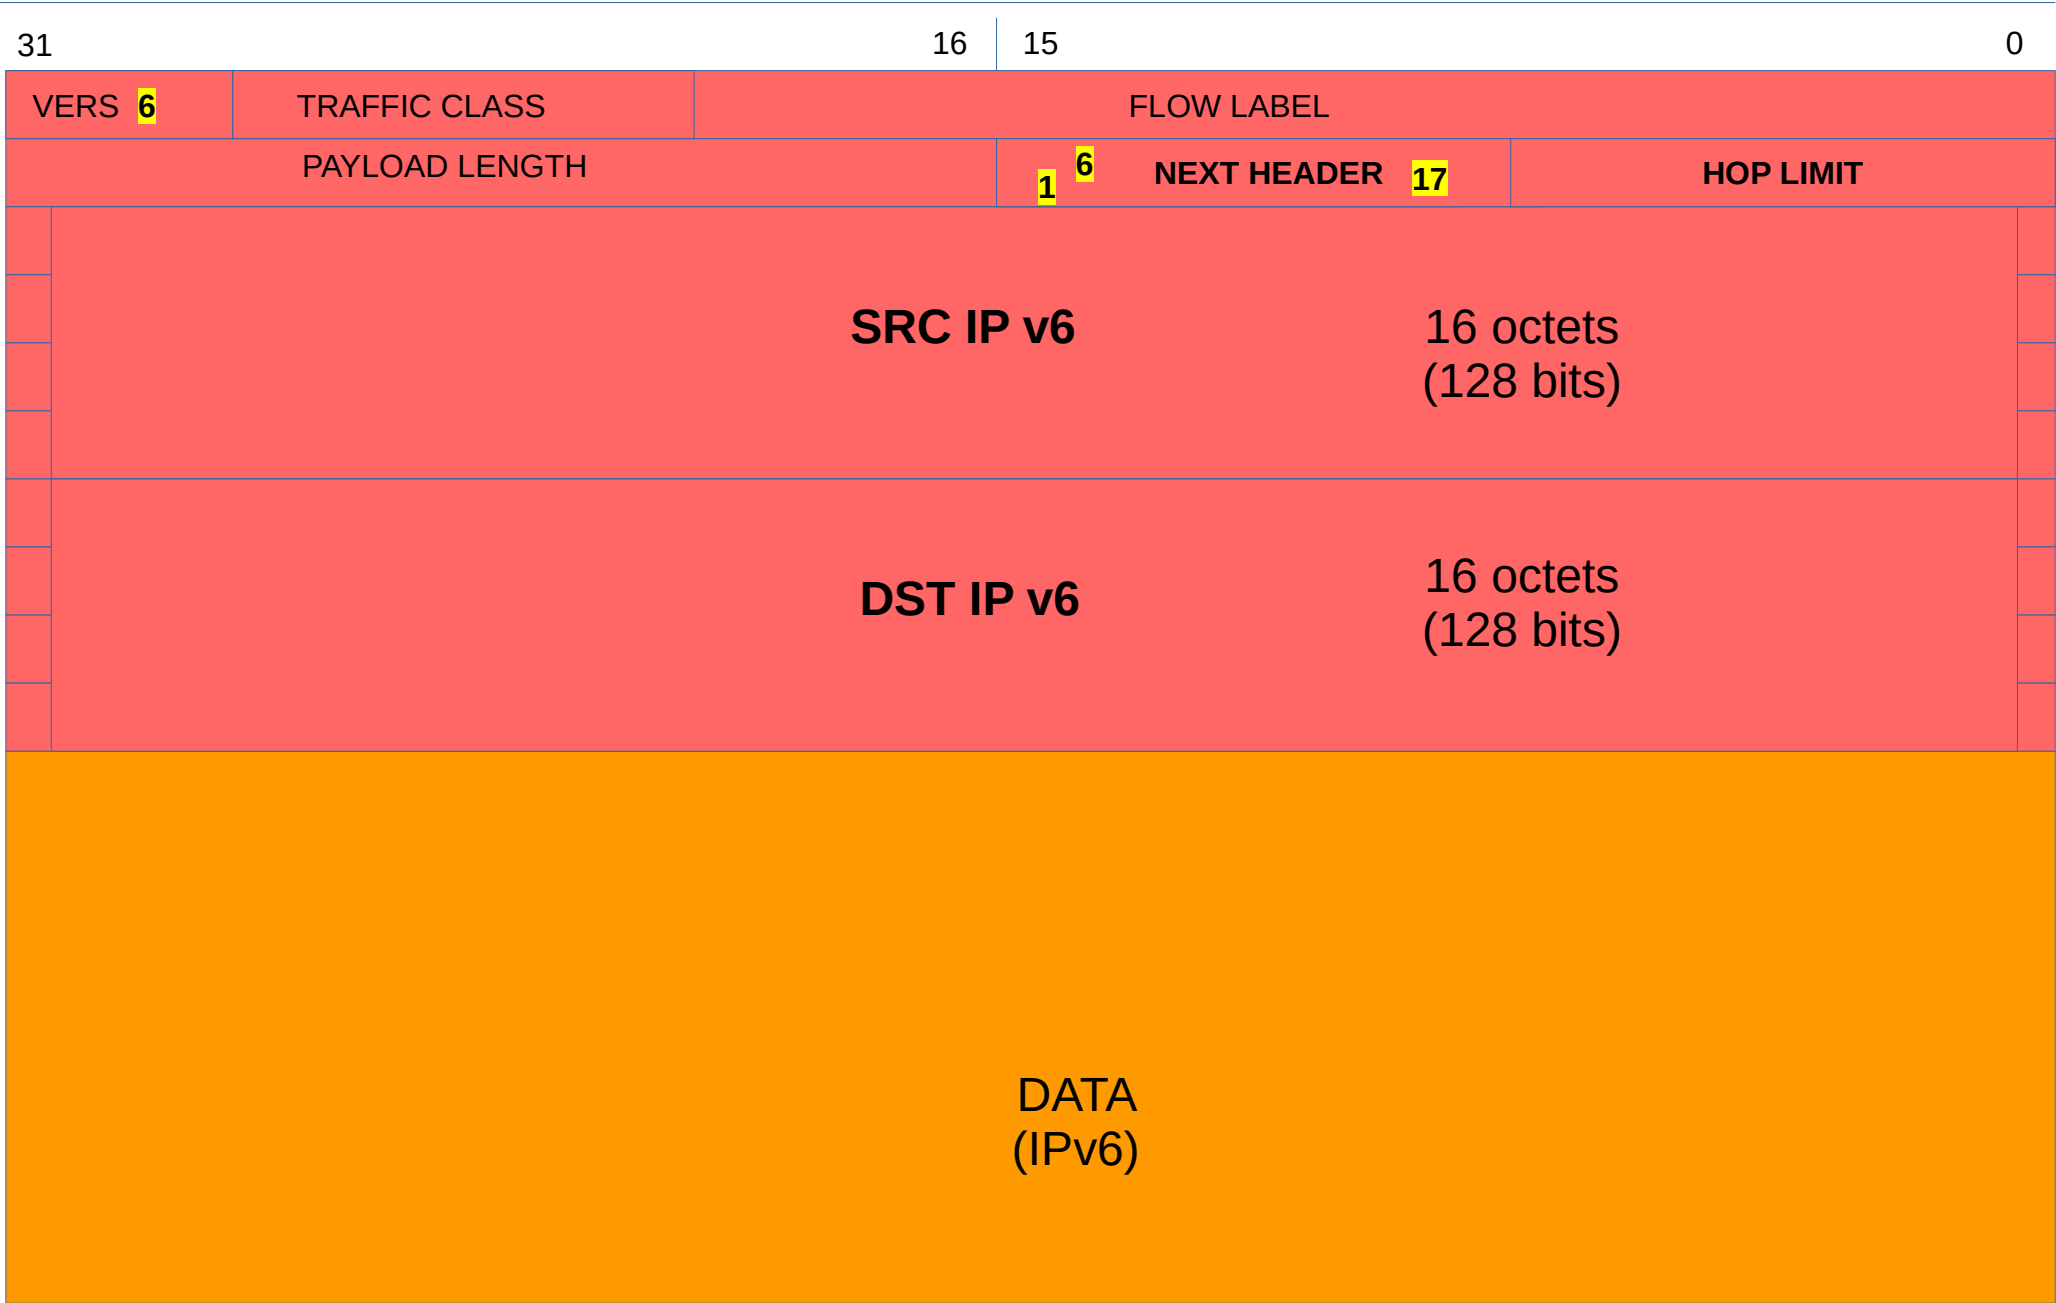 31 16 15 0
VERS 6 TRAFFIC CLASS FLOW LABEL
PAYLOAD LENGTH 1 6 NEXT HEADER 17 HOP LIMIT
SRC IP v6 16 octets
(128 bits)
DST IP v6 16 octets
(128 bits)
DATA
(IPv6)